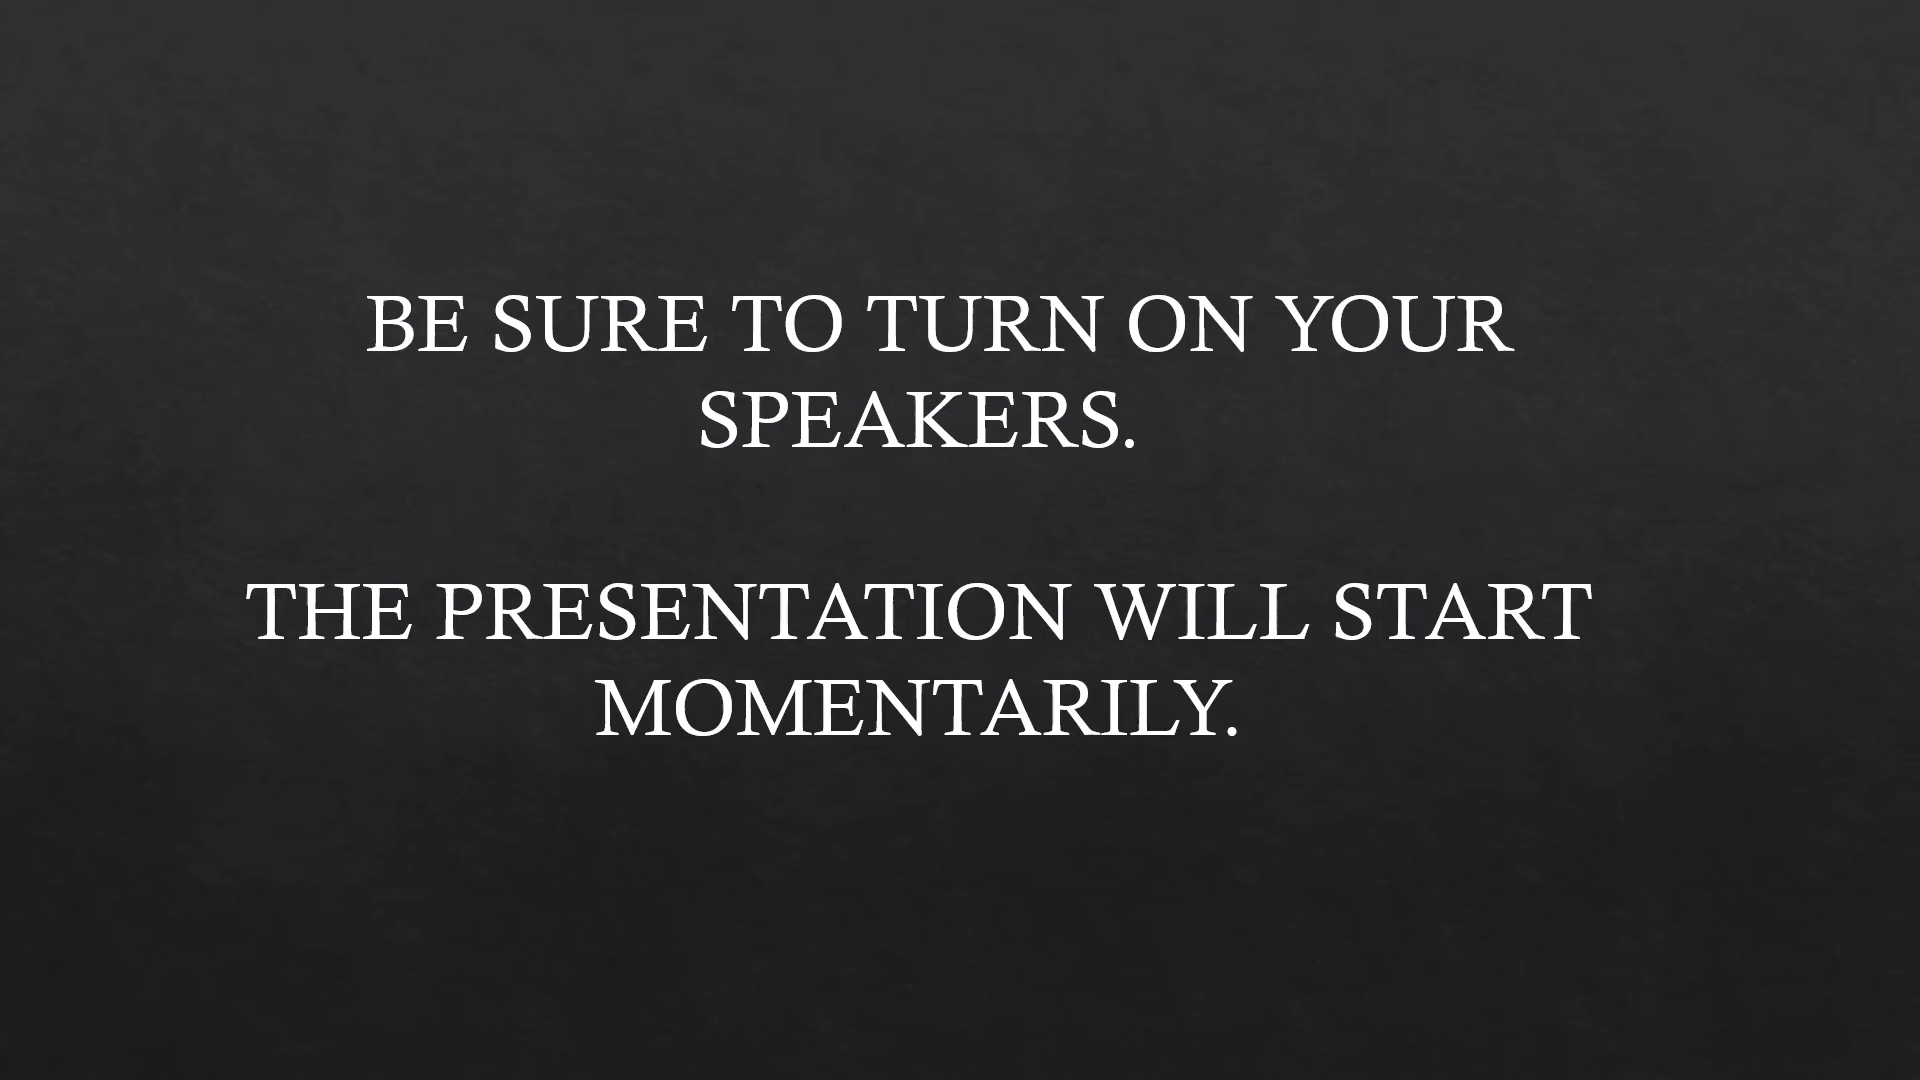 BE SURE TO TURN ON YOUR
SPEAKERS.
THE PRESENTATION WILL START
MOMENTARILY.